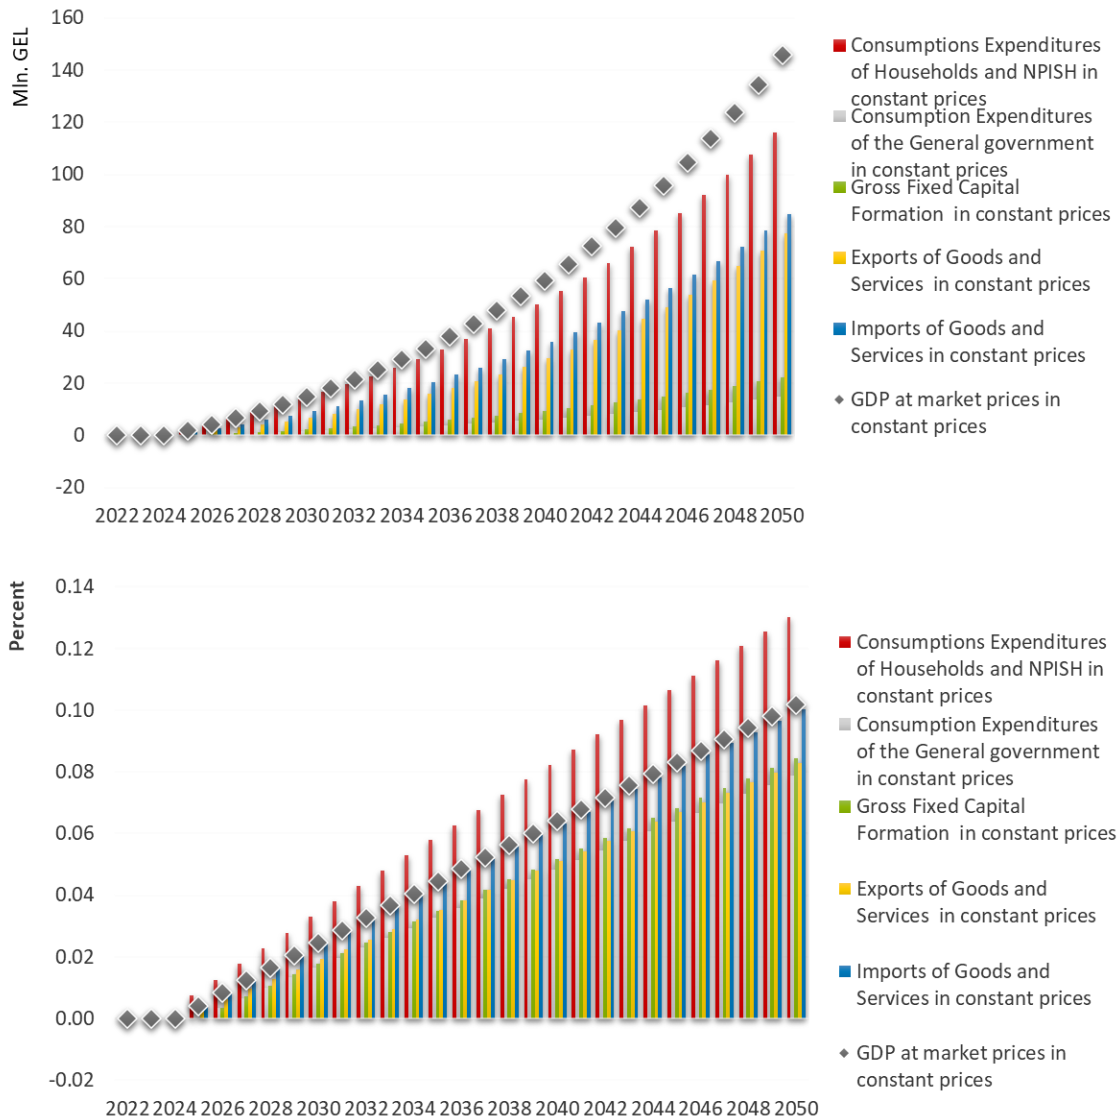 160
140
120
100
80
60
40
20
0
-20
Mln. GEL
2022 2024 2026 2028 2030 2032 2034 2036 2038 2040 2042 2044 2046 2048 2050
Consumptions Expenditures
of Households and NPISH in
constant prices
Consumption Expenditures
of the General government
in constant prices
Gross Fixed Capital
Formation in constant prices
Exports of Goods and
Services in constant prices
Imports of Goods and
Services in constant prices
GDP at market prices in
constant prices
0.14
0.12
0.10
0.08
0.06
0.04
0.02
0.00
-0.02
Percent
2022 2024 2026 2028 2030 2032 2034 2036 2038 2040 2042 2044 2046 2048 2050
Consumptions Expenditures
of Households and NPISH in
constant prices
Consumption Expenditures
of the General government
in constant prices
Gross Fixed Capital
Formation in constant prices
Exports of Goods and
Services in constant prices
Imports of Goods and
Services in constant prices
GDP at market prices in
constant prices